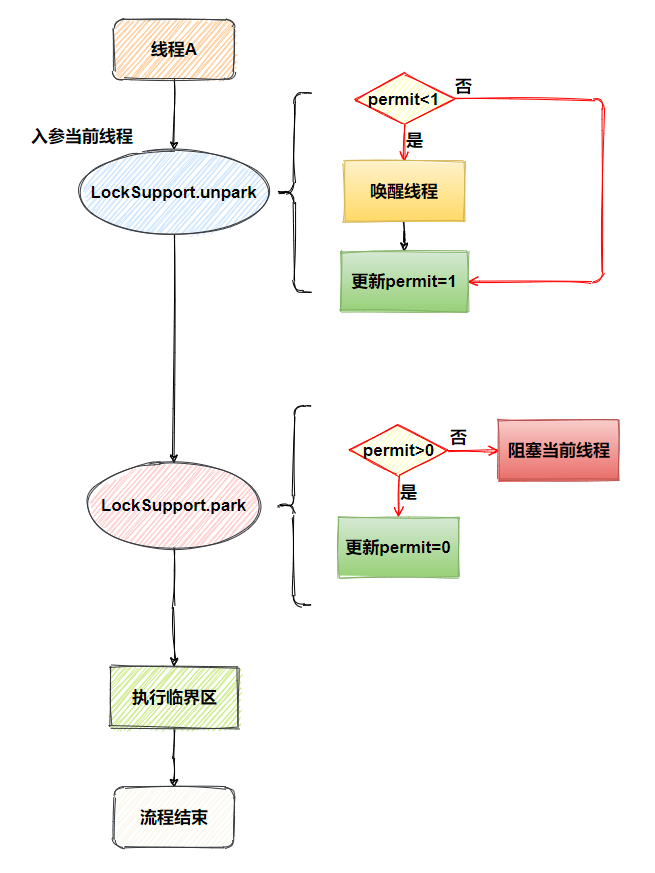 线程A
入参当前线程
LockSupport.unpark
permit<1
否
是
唤醒线程
更新permit=1
LockSupport.park
permit>0
否
阻塞当前线程
是
更新permit=0
执行临界区
流程结束